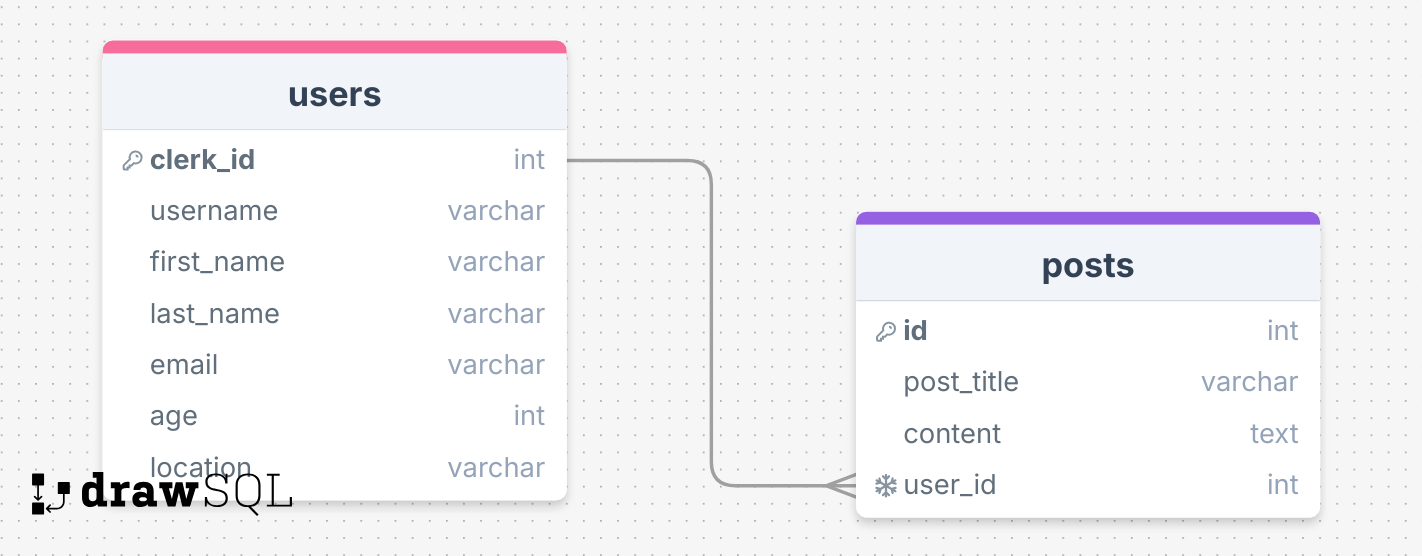 users
clerk_id int
username varchar
first_name varchar
last_name varchar
email varchar
age int
location varchar
drawSQL
posts
id int
post_title varchar
content text
user_id int